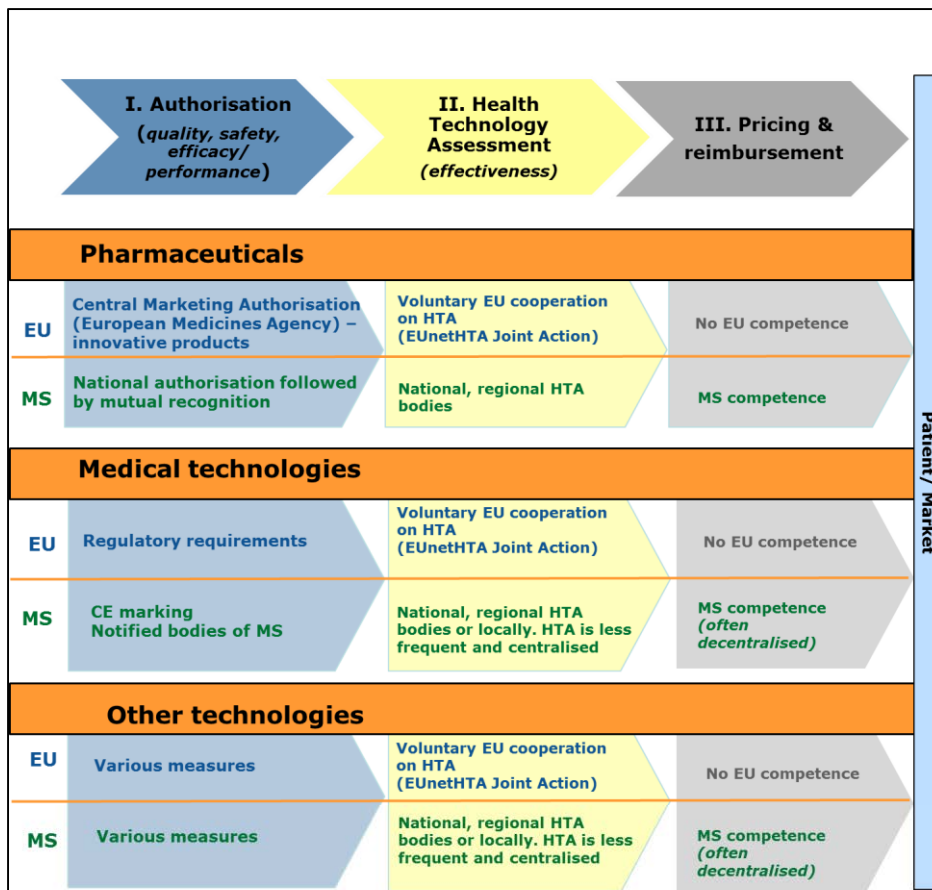 I. Authorisation
(quality, safety,
efficacy/
performance)
II. Health
Technology
Assessment
(effectiveness)
III. Pricing &
reimbursement
Pharmaceuticals
EU
Central Marketing Authorisation
(European Medicines Agency) –
innovative products
Voluntary EU cooperation
on HTA
(EUnetHTA Joint Action)
No EU competence
MS
National authorisation followed
by mutual recognition
National, regional HTA
bodies
MS competence
Medical technologies
EU
Regulatory requirements
Voluntary EU cooperation
on HTA
(EUnetHTA Joint Action)
No EU competence
MS
CE marking
Notified bodies of MS
National, regional HTA
bodies or locally. HTA is less
frequent and centralised
MS competence
(often
decentralised)
Other technologies
EU
Various measures
Voluntary EU cooperation
on HTA
(EUnetHTA Joint Action)
No EU competence
MS
Various measures
National, regional HTA
bodies or locally. HTA is less
frequent and centralised
MS competence
(often
decentralised)
Patient/ Market